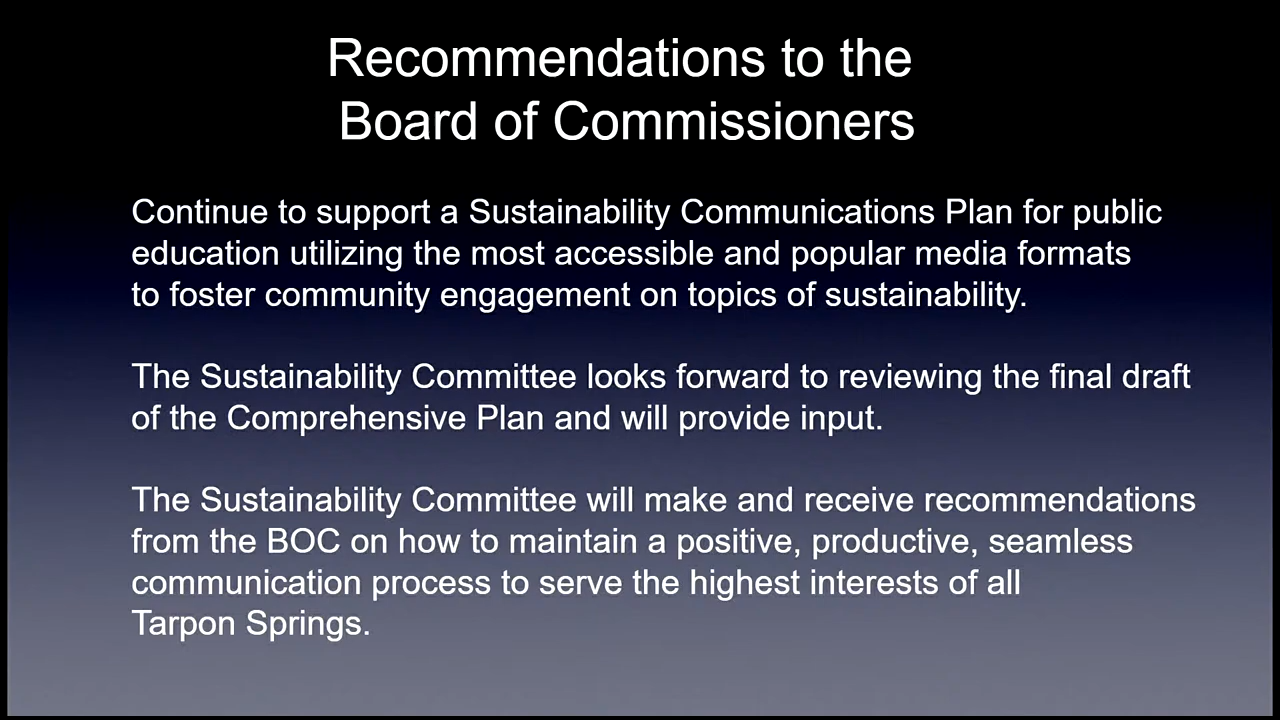 Recommendations to the
Board of Commissioners
Continue to support a Sustainability Communications Plan for public
education utilizing the most accessible and popular media formats
to foster community engagement on topics of sustainability.
The Sustainability Committee looks forward to reviewing the final draft
of the Comprehensive Plan and will provide input.
The Sustainability Committee will make and receive recommendations
from the BOC on how to maintain a positive, productive, seamless
communication process to serve the highest interests of all
Tarpon Springs.